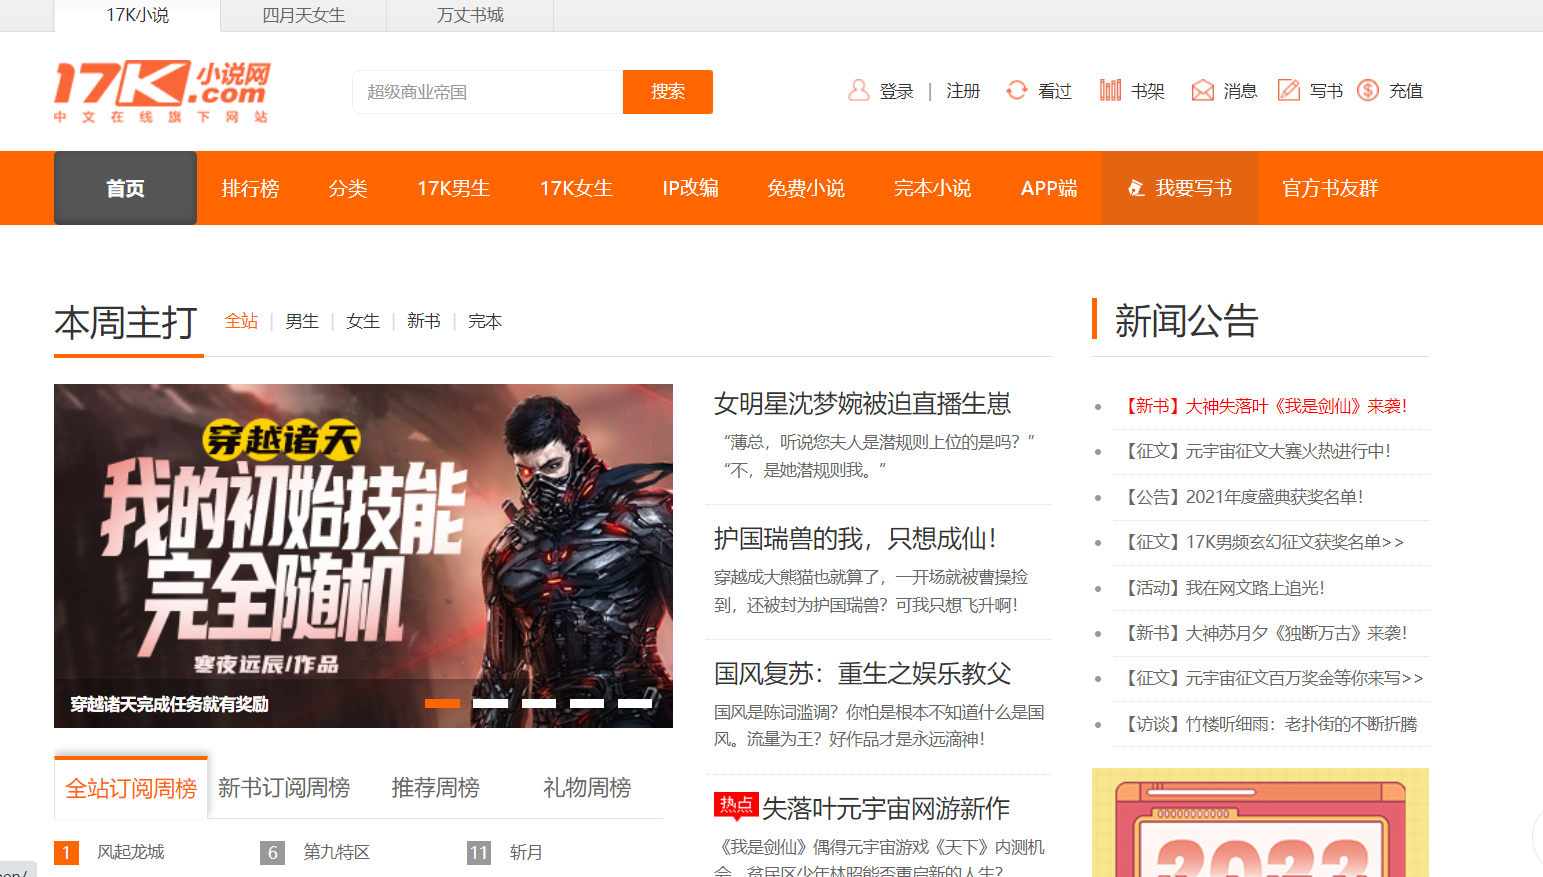 17K小说
四月天女生
万丈书城
17K小说网
.com
中文在线旗下网站
超级商业帝国
搜索
登录 | 注册
看过
书架
消息
写书
充值
首页
排行榜
分类
17K男生
17K女生
IP改编
免费小说
完本小说
APP端
我要写书
官方书友群
本周主打
全站 | 男生 | 女生 | 新书 | 完本
穿越诸天
我的初始技能
完全随机
寒夜远辰/作品
穿越诸天完成任务就有奖励
女明星沈梦婉被迫直播生崽
“薄总，听说您夫人是潜规则上位的是吗？”
“不，是她潜规则我。”
护国瑞兽的我，只想成仙！
穿越成大熊猫也就算了，一开场就被曹操捡
到，还被封为护国瑞兽？可我只想飞升啊！
国风复苏：重生之娱乐教父
国风是陈词滥调？你怕是根本不知道什么是国
风。流量为王？好作品才是永远滴神！
热点 失落叶元宇宙网游新作
《我是剑仙》偶得元宇宙游戏《天下》内测机
会，贫民区少年林昭能否重启新的人生？
新闻公告
【新书】大神失落叶《我是剑仙》来袭！
【征文】元宇宙征文大赛火热进行中！
【公告】2021年度盛典获奖名单！
【征文】17K男频玄幻征文获奖名单>>
【活动】我在网文路上追光！
【新书】大神苏月夕《独断万古》来袭！
【征文】元宇宙征文百万奖金等你来写>>
【访谈】竹楼听细雨：老扑街的不断折腾
2022
全站订阅周榜
新书订阅周榜
推荐周榜
礼物周榜
1 风起龙城
6 第九特区
11 斩月